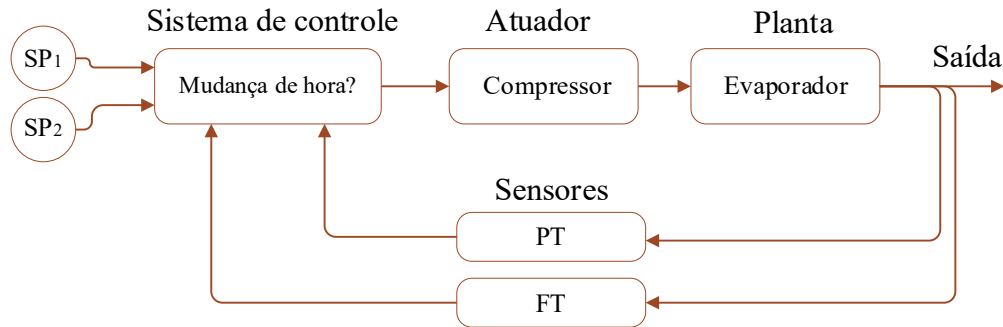 Sistema de controle
Atuador
Planta
Saída
SP1
SP2
Mudança de hora?
Compressor
Evaporador
Sensores
PT
FT